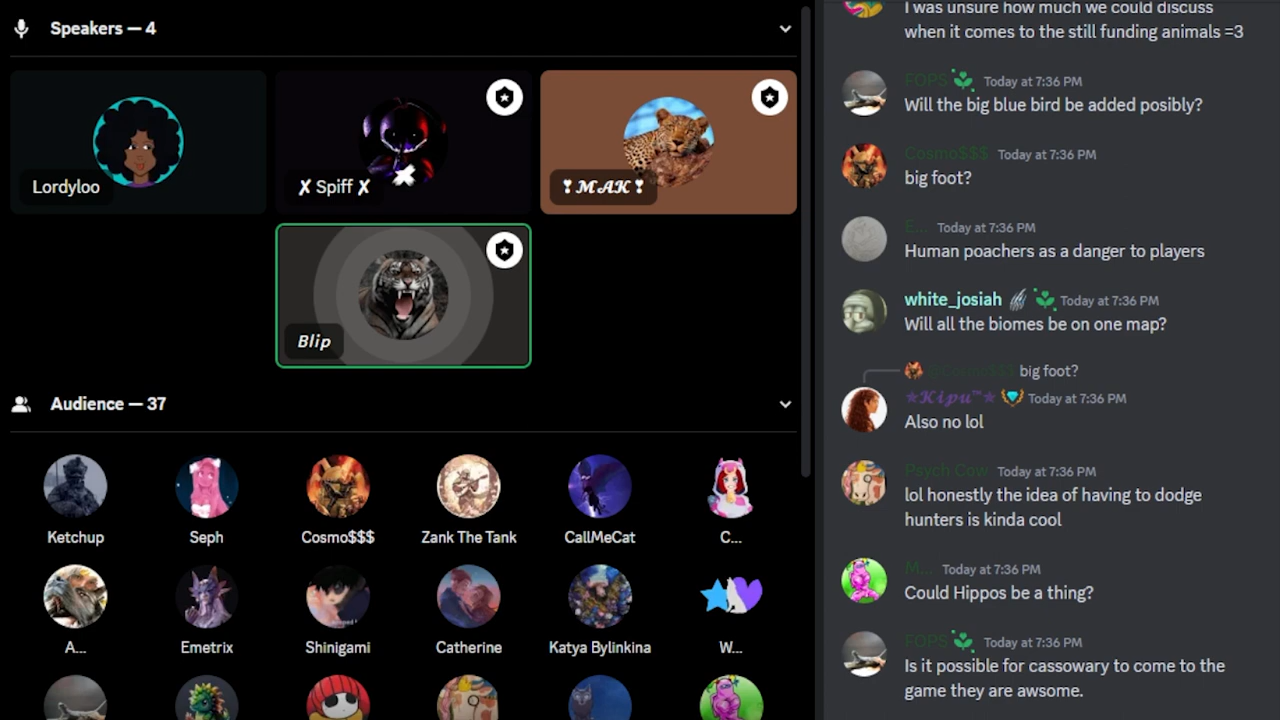 Speakers — 4
Lordyloo
✗ Spiff ✗
❣𝓜𝓐𝓚❣
Blip
Audience — 37
Ketchup
Seph
Cosmo$$$
Zank The Tank
CallMeCat
C...
A...
Emetrix
Shinigami
Catherine
Katya Bylinkina
W...
I was unsure how much we could discuss
when it comes to the still funding animals =3
FOPS Today at 7:36 PM
Will the big blue bird be added posibly?
Cosmo$$$ Today at 7:36 PM
big foot?
E... Today at 7:36 PM
Human poachers as a danger to players
white_josiah Today at 7:36 PM
Will all the biomes be on one map?
@Cosmo$$$ big foot?
✯𝓚𝓲𝓹𝓾™✯ Today at 7:36 PM
Also no lol
Psych Cow Today at 7:36 PM
lol honestly the idea of having to dodge
hunters is kinda cool
M... Today at 7:36 PM
Could Hippos be a thing?
FOPS Today at 7:36 PM
Is it possible for cassowary to come to the
game they are awsome.